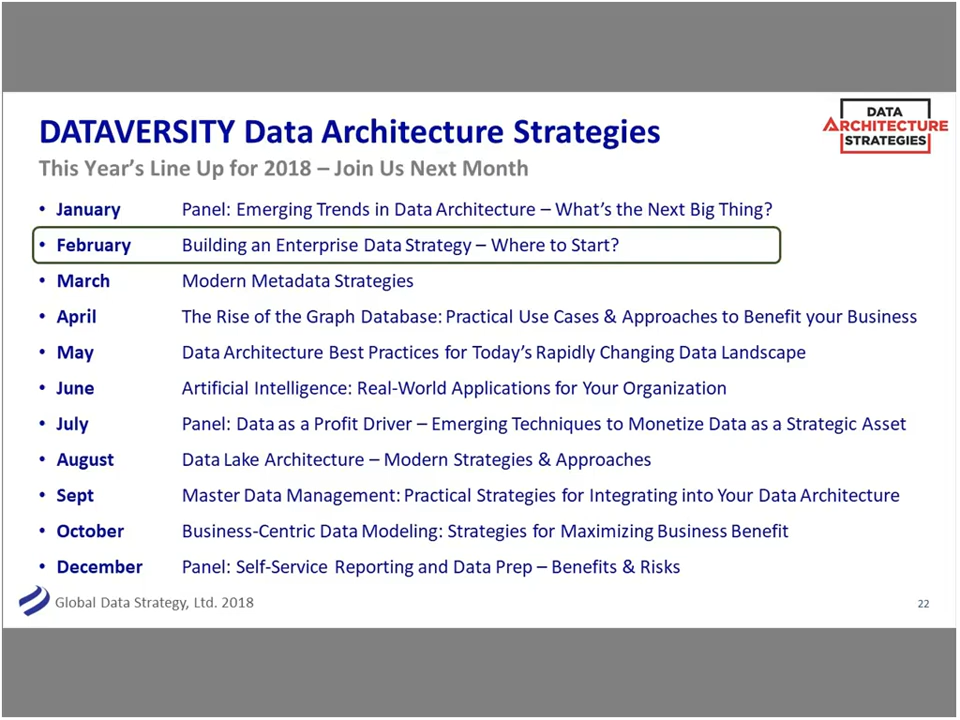 DATAVERSITY Data Architecture Strategies
DATA
ARCHITECTURE
STRATEGIES
This Year's Line Up for 2018 – Join Us Next Month
• January Panel: Emerging Trends in Data Architecture – What's the Next Big Thing?
• February Building an Enterprise Data Strategy – Where to Start?
• March Modern Metadata Strategies
• April The Rise of the Graph Database: Practical Use Cases & Approaches to Benefit your Business
• May Data Architecture Best Practices for Today's Rapidly Changing Data Landscape
• June Artificial Intelligence: Real-World Applications for Your Organization
• July Panel: Data as a Profit Driver – Emerging Techniques to Monetize Data as a Strategic Asset
• August Data Lake Architecture – Modern Strategies & Approaches
• Sept Master Data Management: Practical Strategies for Integrating into Your Data Architecture
• October Business-Centric Data Modeling: Strategies for Maximizing Business Benefit
• December Panel: Self-Service Reporting and Data Prep – Benefits & Risks
Global Data Strategy, Ltd. 2018
22